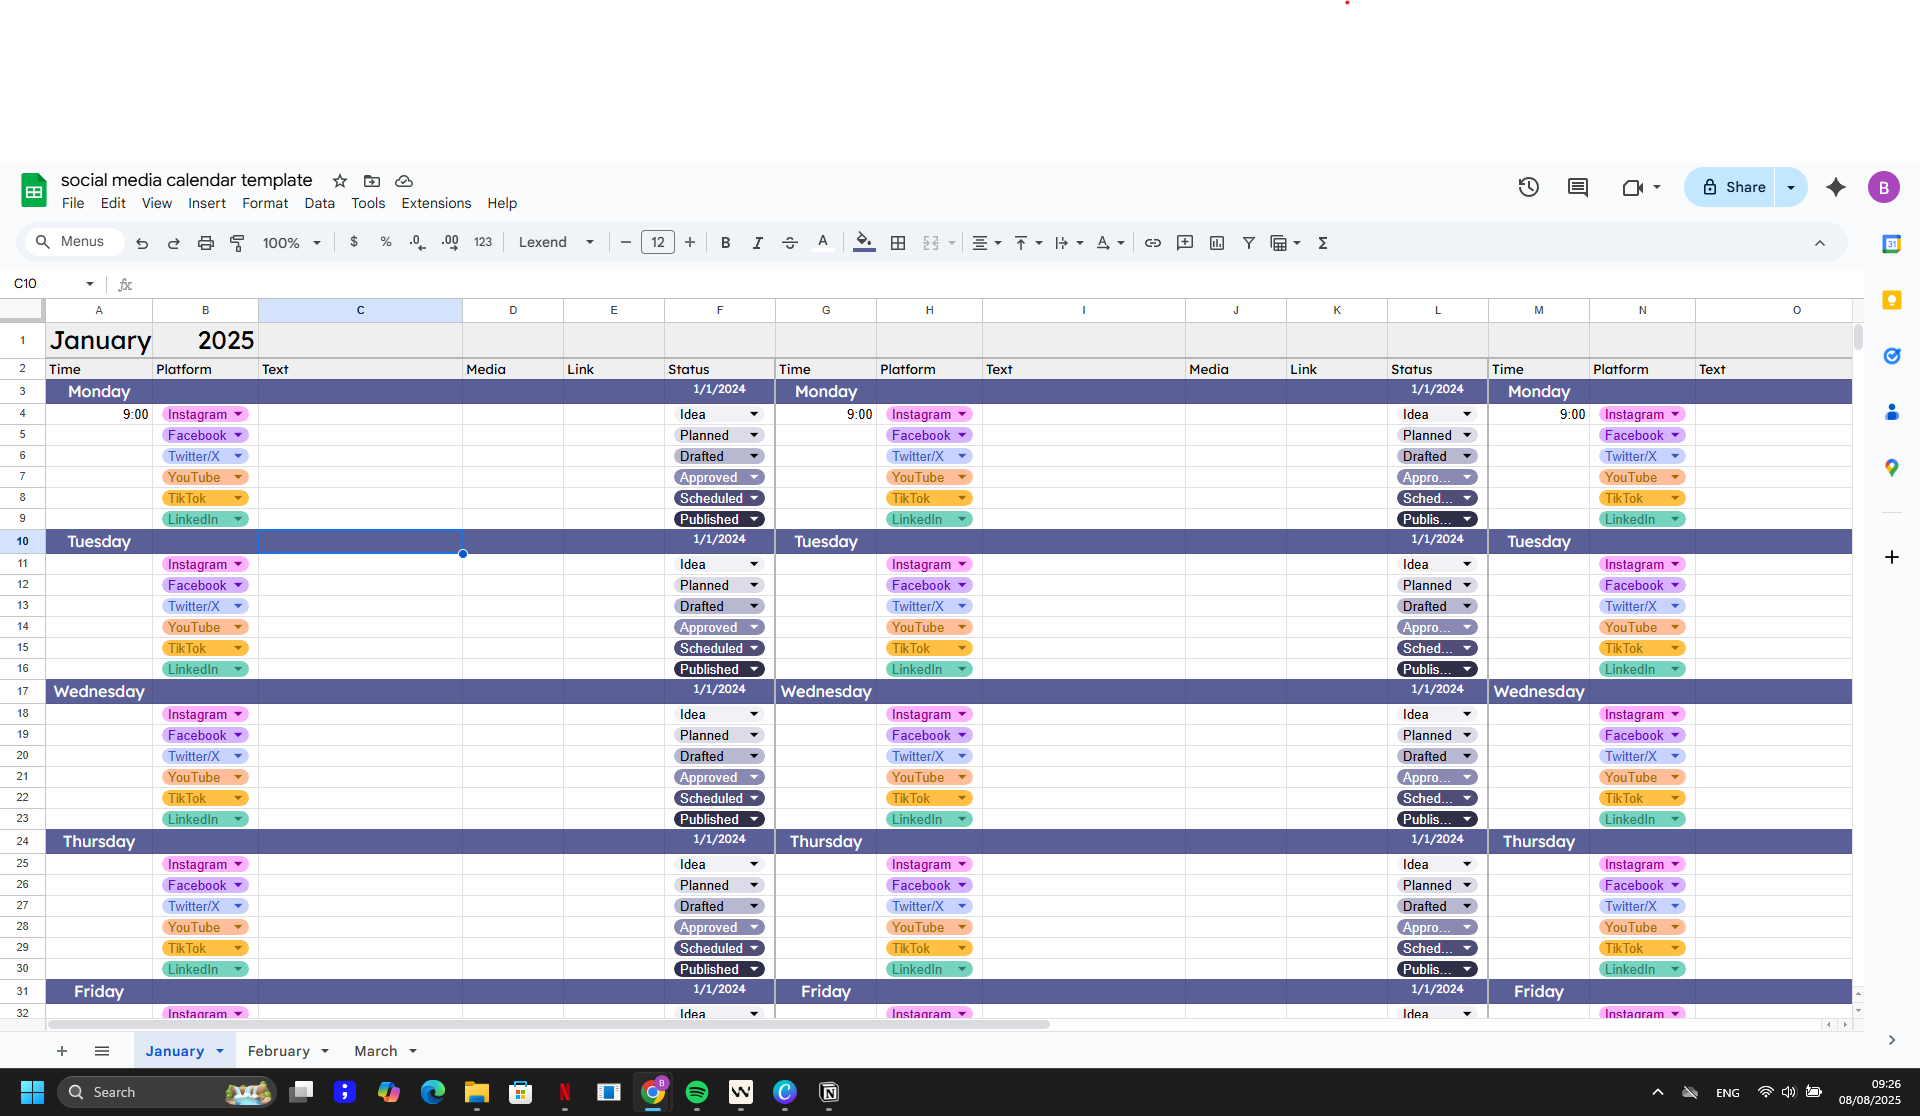 social media calendar template
File Edit View Insert Format Data Tools Extensions Help
Share
B
Menus 100% $ % .0 .00 123 Lexend 12 B I A
31
C10 fx
A B C D E F G H I J K L M N O
1 January 2025
2 Time Platform Text Media Link Status Time Platform Text Media Link Status Time Platform Text
3 Monday 1/1/2024 Monday 1/1/2024 Monday
4 9:00 Instagram Idea 9:00 Instagram Idea 9:00 Instagram
5 Facebook Planned Facebook Planned Facebook
6 Twitter/X Drafted Twitter/X Drafted Twitter/X
7 YouTube Approved YouTube Appro... YouTube
8 TikTok Scheduled TikTok Sched... TikTok
9 LinkedIn Published LinkedIn Publis... LinkedIn
10 Tuesday 1/1/2024 Tuesday 1/1/2024 Tuesday
11 Instagram Idea Instagram Idea Instagram
12 Facebook Planned Facebook Planned Facebook
13 Twitter/X Drafted Twitter/X Drafted Twitter/X
14 YouTube Approved YouTube Appro... YouTube
15 TikTok Scheduled TikTok Sched... TikTok
16 LinkedIn Published LinkedIn Publis... LinkedIn
17 Wednesday 1/1/2024 Wednesday 1/1/2024 Wednesday
18 Instagram Idea Instagram Idea Instagram
19 Facebook Planned Facebook Planned Facebook
20 Twitter/X Drafted Twitter/X Drafted Twitter/X
21 YouTube Approved YouTube Appro... YouTube
22 TikTok Scheduled TikTok Sched... TikTok
23 LinkedIn Published LinkedIn Publis... LinkedIn
24 Thursday 1/1/2024 Thursday 1/1/2024 Thursday
25 Instagram Idea Instagram Idea Instagram
26 Facebook Planned Facebook Planned Facebook
27 Twitter/X Drafted Twitter/X Drafted Twitter/X
28 YouTube Approved YouTube Appro... YouTube
29 TikTok Scheduled TikTok Sched... TikTok
30 LinkedIn Published LinkedIn Publis... LinkedIn
31 Friday 1/1/2024 Friday 1/1/2024 Friday
32 Instagram Idea Instagram Idea Instagram
January February March
Search
B
ENG
09:26
08/08/2025